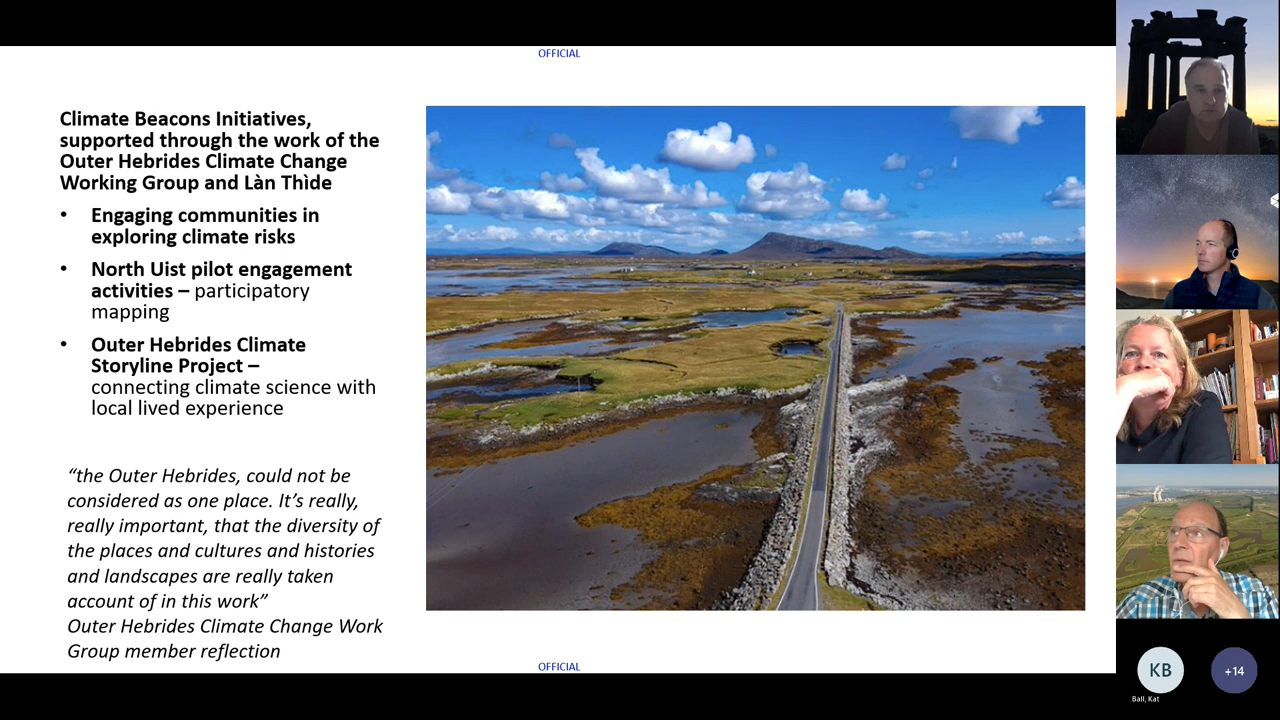 OFFICIAL
Climate Beacons Initiatives,
supported through the work of the
Outer Hebrides Climate Change
Working Group and Làn Thìde
• Engaging communities in
exploring climate risks
• North Uist pilot engagement
activities – participatory
mapping
• Outer Hebrides Climate
Storyline Project –
connecting climate science with
local lived experience
“the Outer Hebrides, could not be
considered as one place. It’s really,
really important, that the diversity of
the places and cultures and histories
and landscapes are really taken
account of in this work”
Outer Hebrides Climate Change Work
Group member reflection
OFFICIAL
KB
+14
Ball, Kat